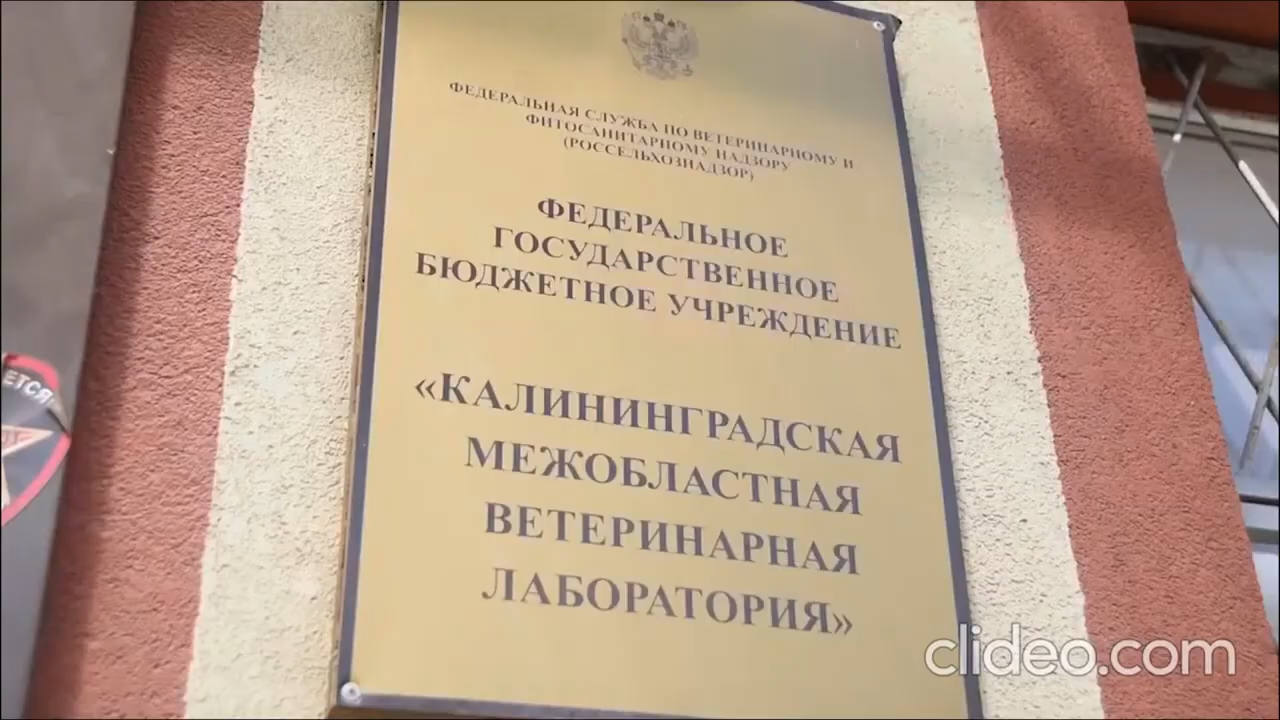 ФЕДЕРАЛЬНАЯ СЛУЖБА ПО ВЕТЕРИНАРНОМУ И
ФИТОСАНИТАРНОМУ НАДЗОРУ
(РОССЕЛЬХОЗНАДЗОР)
ФЕДЕРАЛЬНОЕ
ГОСУДАРСТВЕННОЕ
БЮДЖЕТНОЕ УЧРЕЖДЕНИЕ
«КАЛИНИНГРАДСКАЯ
МЕЖОБЛАСТНАЯ
ВЕТЕРИНАРНАЯ
ЛАБОРАТОРИЯ»
clideo.com